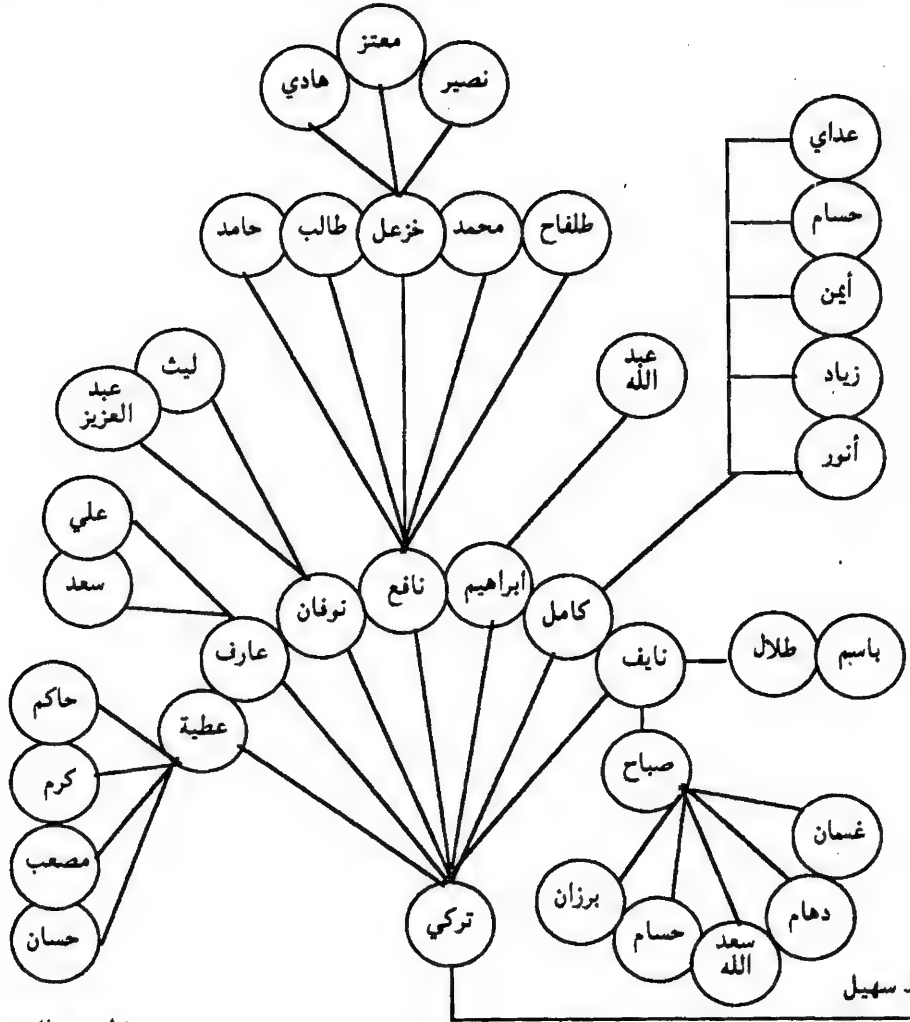 معتز
هادي
نصير
حامد
طالب
خزعل
محمد
طلفاح
عداي
حسام
أيمن
زياد
أنور
عبد
الله
ليث
عبد
العزيز
علي
سعد
عطية
عارف
نوفان
نافع
ابراهيم
كامل
نايف
طلال
باسم
حاكم
كرم
مصعب
حسان
صباح
برزان
حسام
سعد
الله
دهام
غسان
تركي
سهيل